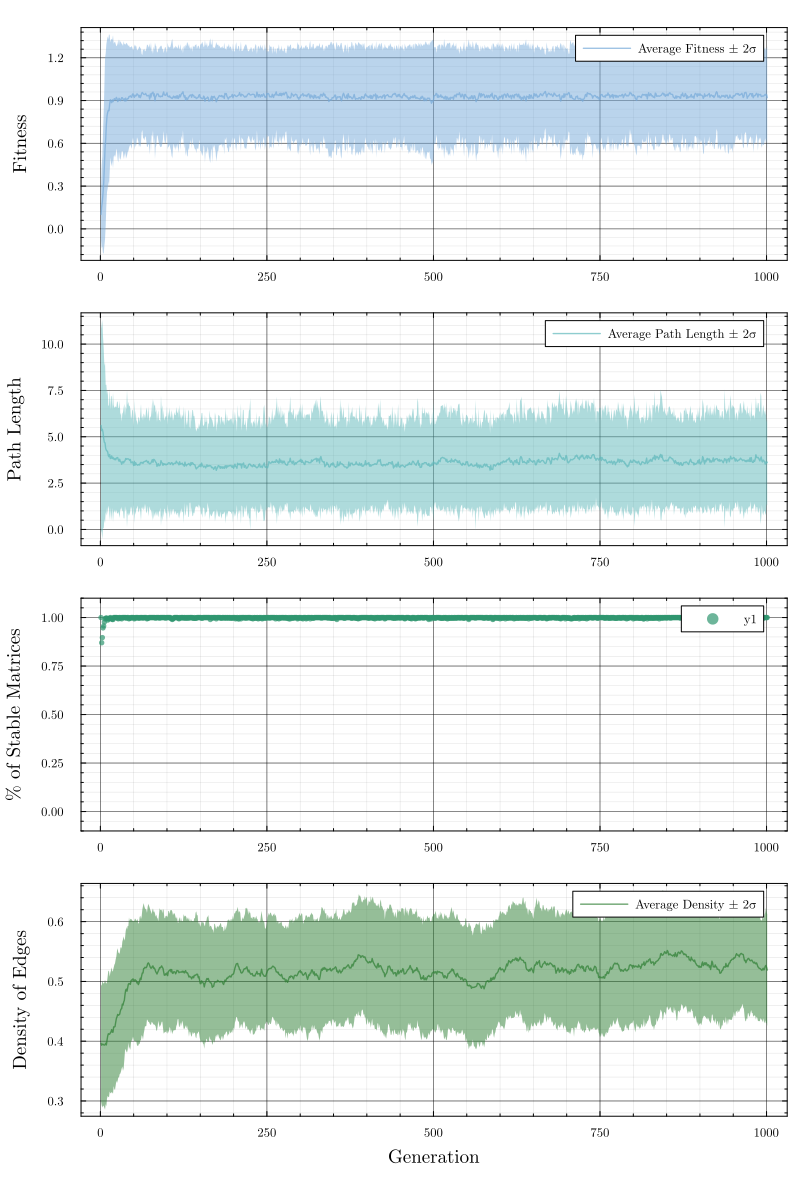 Average Fitness ± 2σ
Fitness
1.2
0.9
0.6
0.3
0.0
0 250 500 750 1000
Average Path Length ± 2σ
Path Length
10.0
7.5
5.0
2.5
0.0
0 250 500 750 1000
y1
% of Stable Matrices
1.00
0.75
0.50
0.25
0.00
0 250 500 750 1000
Average Density ± 2σ
Density of Edges
0.6
0.5
0.4
0.3
0 250 500 750 1000
Generation